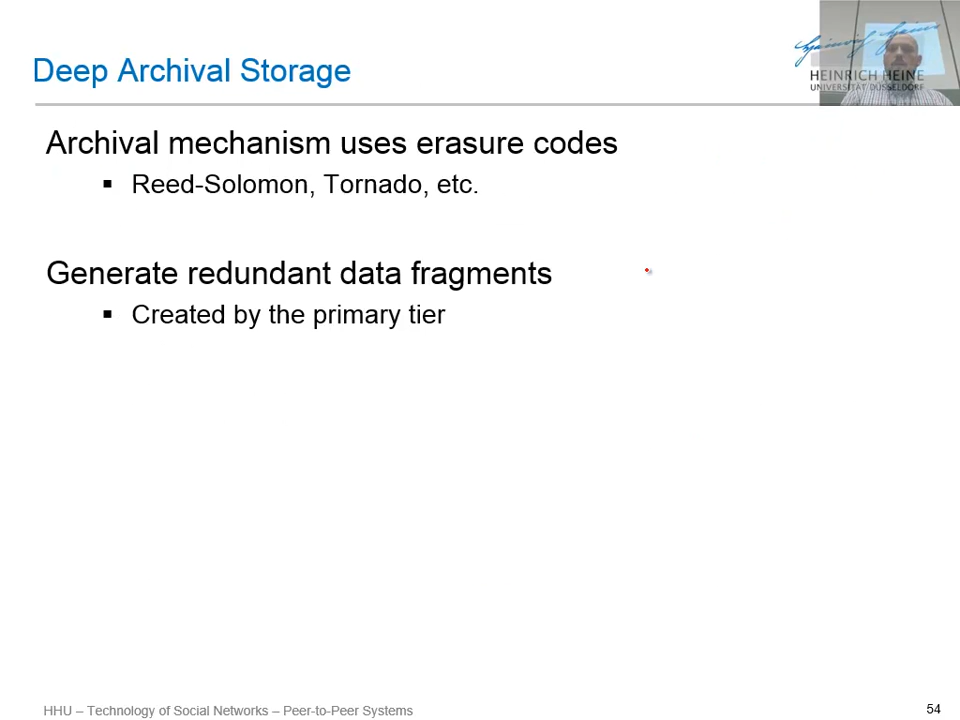 Deep Archival Storage
HEINRICH HEINE
UNIVERSITÄT DÜSSELDORF
Archival mechanism uses erasure codes
▪ Reed-Solomon, Tornado, etc.
Generate redundant data fragments
▪ Created by the primary tier
HHU – Technology of Social Networks – Peer-to-Peer Systems
54